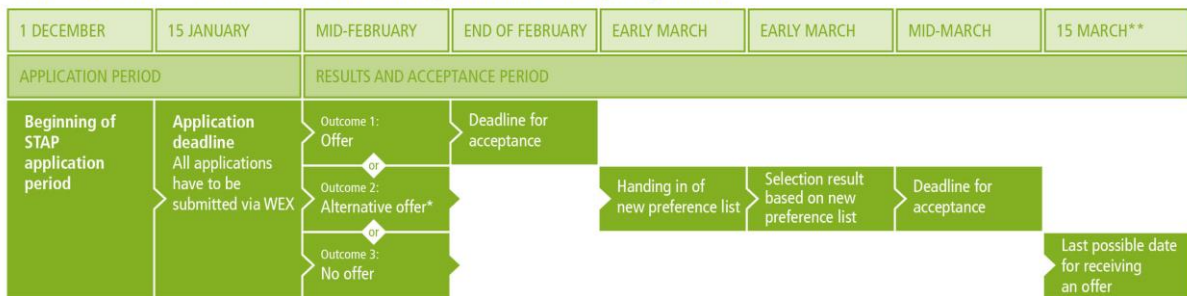 1 DECEMBER
15 JANUARY
MID-FEBRUARY
END OF FEBRUARY
EARLY MARCH
EARLY MARCH
MID-MARCH
15 MARCH**
APPLICATION PERIOD
RESULTS AND ACCEPTANCE PERIOD
Beginning of
STAP
application
period
Application
deadline
All applications
have to be
submitted via WEX
Outcome 1:
Offer
Deadline for
acceptance
or
Outcome 2:
Alternative offer*
Handing in of
new preference list
Selection result
based on new
preference list
Deadline for
acceptance
or
Outcome 3:
No offer
Last possible date
for receiving
an offer